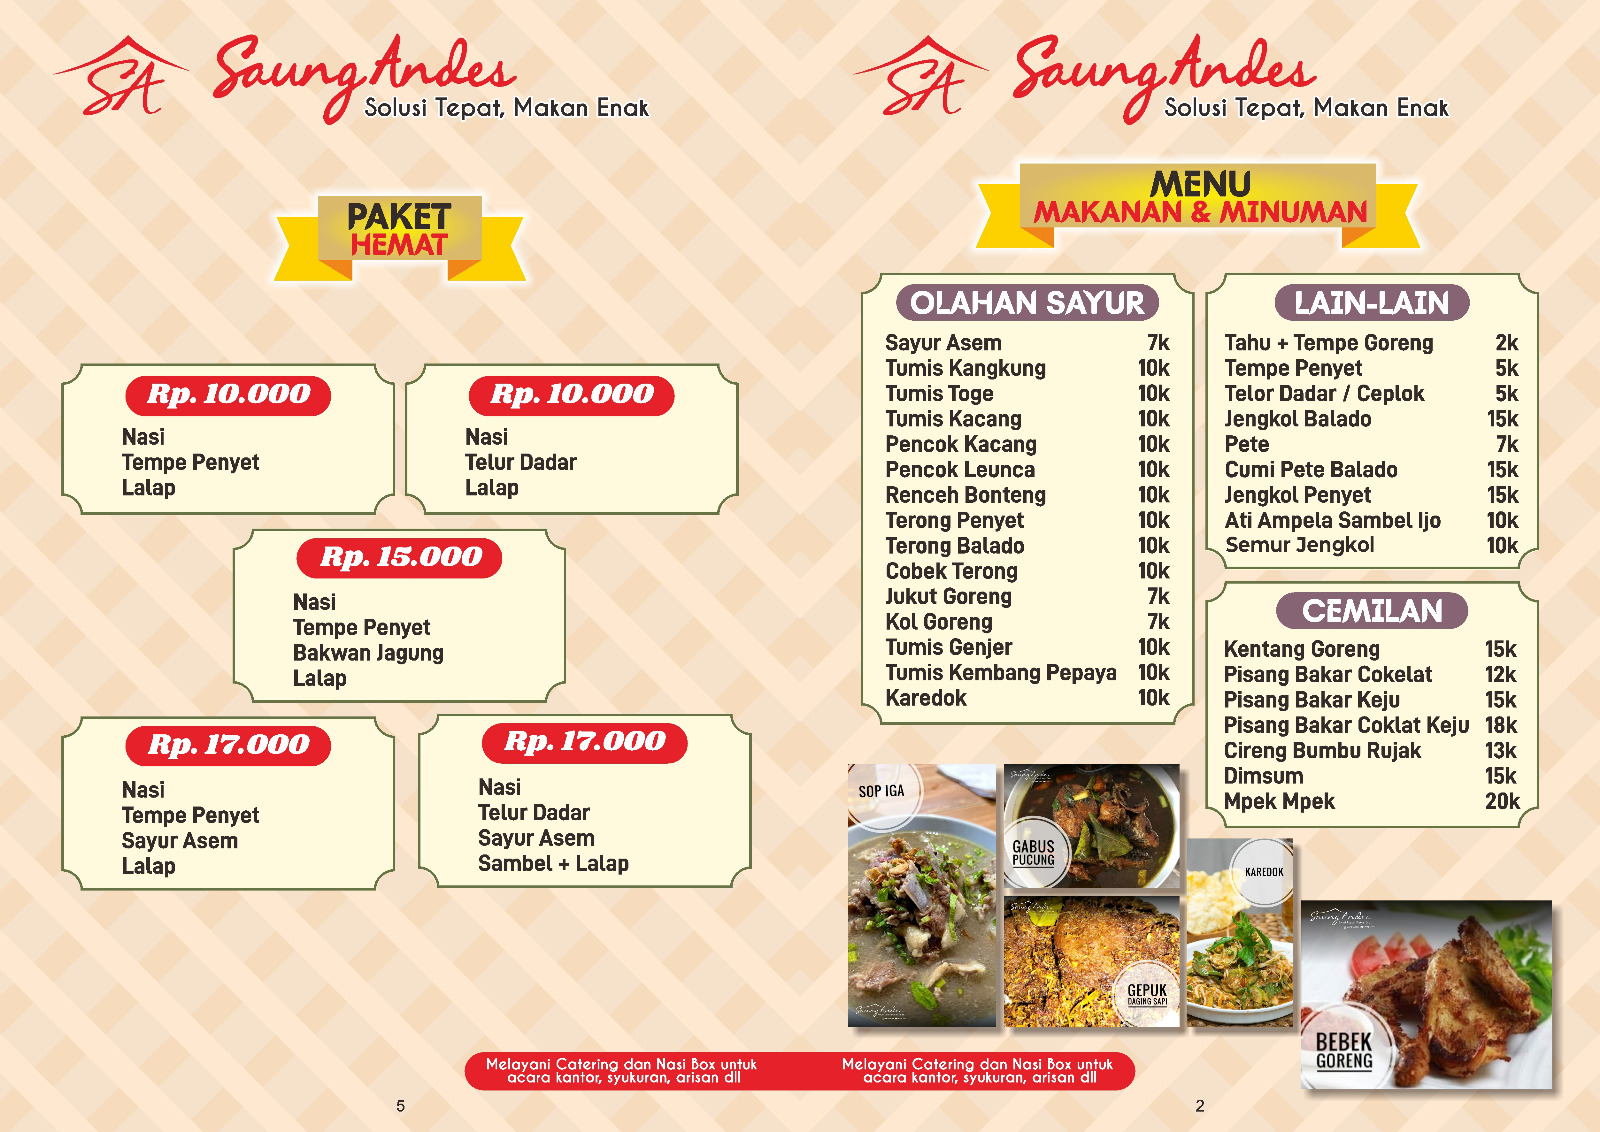 SA
Saung Andes
Solusi Tepat, Makan Enak
PAKET
HEMAT
Rp. 10.000
Nasi
Tempe Penyet
Lalap
Rp. 10.000
Nasi
Telur Dadar
Lalap
Rp. 15.000
Nasi
Tempe Penyet
Bakwan Jagung
Lalap
Rp. 17.000
Nasi
Tempe Penyet
Sayur Asem
Lalap
Rp. 17.000
Nasi
Telur Dadar
Sayur Asem
Sambel + Lalap
Melayani Catering dan Nasi Box untuk
acara kantor, syukuran, arisan dll
5
SA
Saung Andes
Solusi Tepat, Makan Enak
MENU
MAKANAN & MINUMAN
OLAHAN SAYUR
Sayur Asem 7k
Tumis Kangkung 10k
Tumis Toge 10k
Tumis Kacang 10k
Pencok Kacang 10k
Pencok Leunca 10k
Renceh Bonteng 10k
Terong Penyet 10k
Terong Balado 10k
Cobek Terong 10k
Jukut Goreng 7k
Kol Goreng 7k
Tumis Genjer 10k
Tumis Kembang Pepaya 10k
Karedok 10k
LAIN-LAIN
Tahu + Tempe Goreng 2k
Tempe Penyet 5k
Telor Dadar / Ceplok 5k
Jengkol Balado 15k
Pete 7k
Cumi Pete Balado 15k
Jengkol Penyet 15k
Ati Ampela Sambel Ijo 10k
Semur Jengkol 10k
CEMILAN
Kentang Goreng 15k
Pisang Bakar Cokelat 12k
Pisang Bakar Keju 15k
Pisang Bakar Coklat Keju 18k
Cireng Bumbu Rujak 13k
Dimsum 15k
Mpek Mpek 20k
SOP IGA
Saung Andes
Saung Andes
GABUS
PUCUNG
Saung Andes
GEPUK
DAGING SAPI
KAREDOK
Saung Andes
BEBEK
GORENG
Melayani Catering dan Nasi Box untuk
acara kantor, syukuran, arisan dll
2